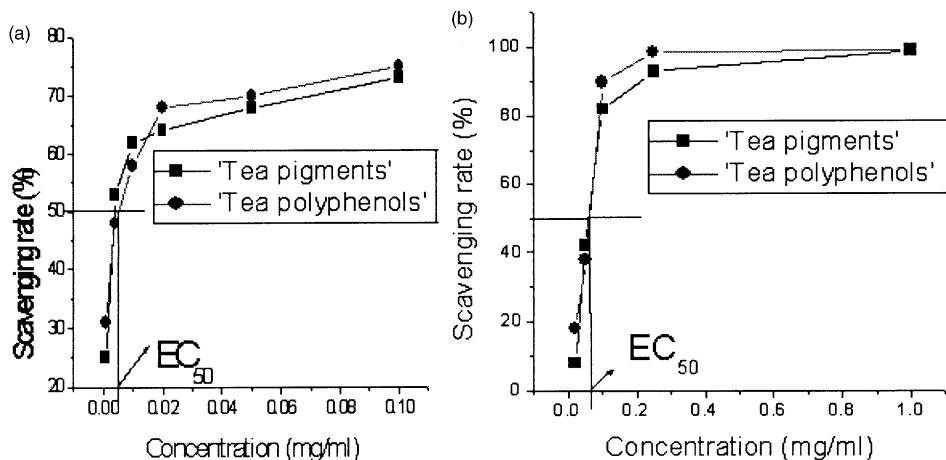 (a)
80
70
60
50
40
30
20
Scavenging rate (%)
'Tea pigments'
'Tea polyphenols'
EC50
0.00 0.02 0.04 0.06 0.08 0.10
Concentration (mg/ml)
(b)
100
80
60
40
20
0
Scavenging rate (%)
'Tea pigments'
'Tea polyphenols'
EC50
0.0 0.2 0.4 0.6 0.8 1.0
Concentration (mg/ml)